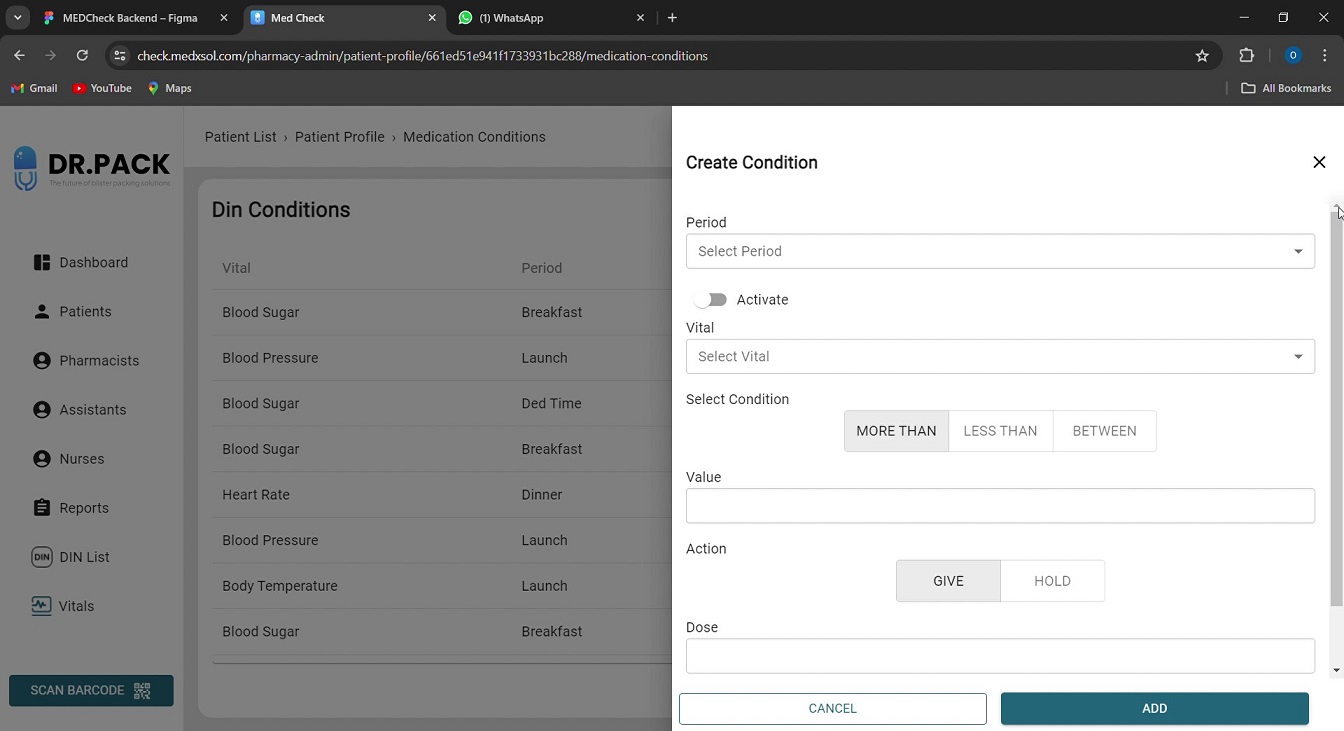 MEDCheck Backend – Figma
Med Check
(1) WhatsApp
check.medxsol.com/pharmacy-admin/patient-profile/661ed51e941f1733931bc288/medication-conditions
O
Gmail
YouTube
Maps
All Bookmarks
DR.PACK
The future of blister packing solutions
Dashboard
Patients
Pharmacists
Assistants
Nurses
Reports
DIN
DIN List
Vitals
SCAN BARCODE
Patient List › Patient Profile › Medication Conditions
Din Conditions
Vital Period
Blood Sugar Breakfast
Blood Pressure Launch
Blood Sugar Ded Time
Blood Sugar Breakfast
Heart Rate Dinner
Blood Pressure Launch
Body Temperature Launch
Blood Sugar Breakfast
Create Condition
Period
Select Period
Activate
Vital
Select Vital
Select Condition
MORE THAN LESS THAN BETWEEN
Value
Action
GIVE HOLD
Dose
CANCEL ADD